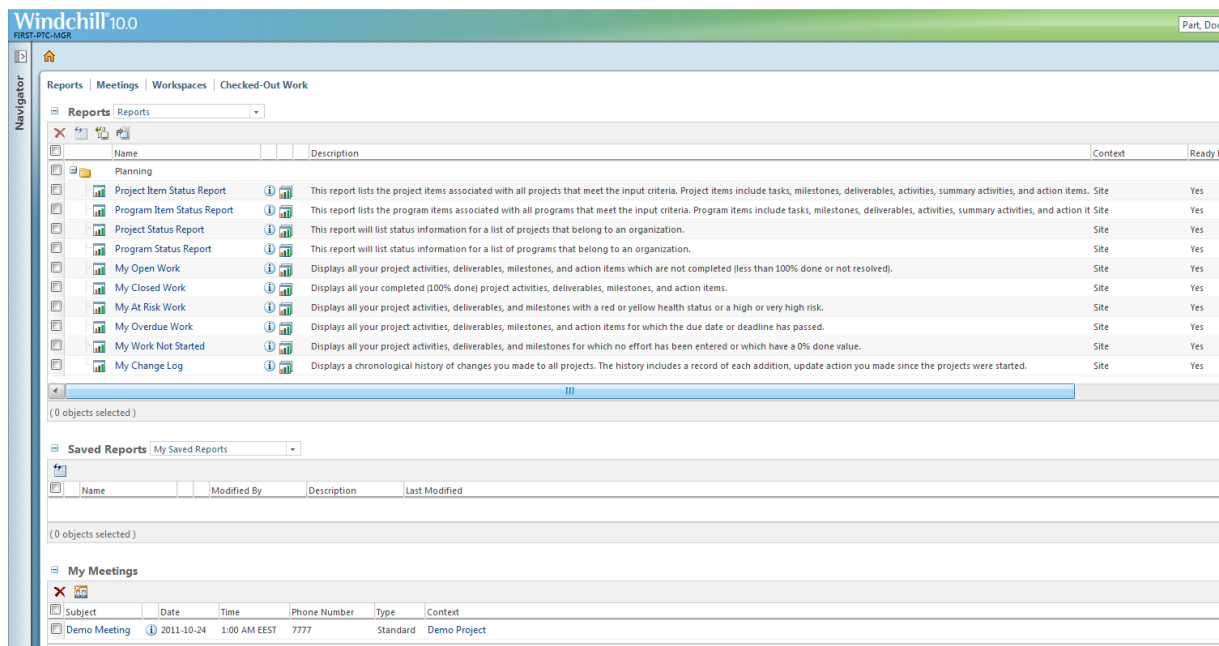 Windchill® 10.0
FIRST-PTC-MGR
Part, Doc
Navigator
Reports | Meetings | Workspaces | Checked-Out Work
Reports Reports
Name Description Context Ready
Planning
Project Item Status Report This report lists the project items associated with all projects that meet the input criteria. Project items include tasks, milestones, deliverables, activities, summary activities, and action items. Site Yes
Program Item Status Report This report lists the program items associated with all programs that meet the input criteria. Program items include tasks, milestones, deliverables, activities, summary activities, and action it Site Yes
Project Status Report This report will list status information for a list of projects that belong to an organization. Site Yes
Program Status Report This report will list status information for a list of programs that belong to an organization. Site Yes
My Open Work Displays all your project activities, deliverables, milestones, and action items which are not completed (less than 100% done or not resolved). Site Yes
My Closed Work Displays all your completed (100% done) project activities, deliverables, milestones, and action items. Site Yes
My At Risk Work Displays all your project activities, deliverables, and milestones with a red or yellow health status or a high or very high risk. Site Yes
My Overdue Work Displays all your project activities, deliverables, milestones, and action items for which the due date or deadline has passed. Site Yes
My Work Not Started Displays all your project activities, deliverables, and milestones for which no effort has been entered or which have a 0% done value. Site Yes
My Change Log Displays a chronological history of changes you made to all projects. The history includes a record of each addition, update action you made since the projects were started. Site Yes
( 0 objects selected )
Saved Reports My Saved Reports
Name Modified By Description Last Modified
( 0 objects selected )
My Meetings
Subject Date Time Phone Number Type Context
Demo Meeting 2011-10-24 1:00 AM EEST 7777 Standard Demo Project